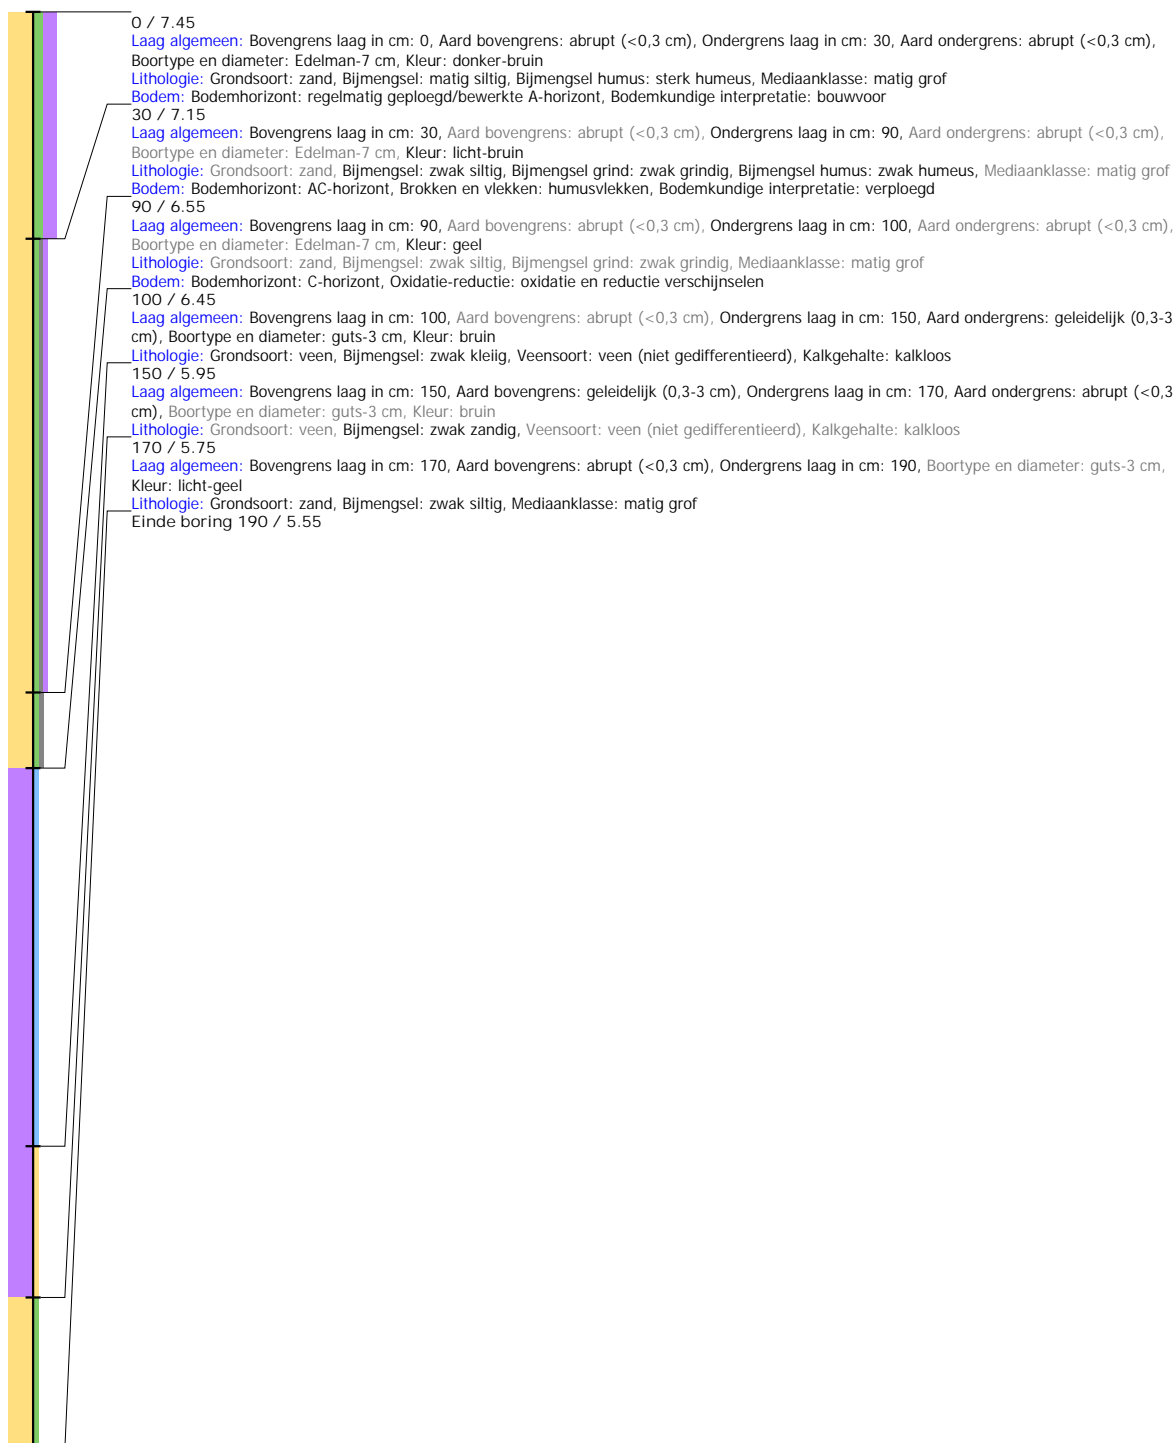 0 / 7.45
Laag algemeen: Bovengrens laag in cm: 0, Aard bovengrens: abrupt (<0,3 cm), Ondergrens laag in cm: 30, Aard ondergrens: abrupt (<0,3 cm),
Boortype en diameter: Edelman-7 cm, Kleur: donker-bruin
Lithologie: Grondsoort: zand, Bijmengsel: matig siltig, Bijmengsel humus: sterk humeus, Mediaanklasse: matig grof
Bodem: Bodemhorizont: regelmatig geploegd/bewerkte A-horizont, Bodemkundige interpretatie: bouwvoor
30 / 7.15
Laag algemeen: Bovengrens laag in cm: 30, Aard bovengrens: abrupt (<0,3 cm), Ondergrens laag in cm: 90, Aard ondergrens: abrupt (<0,3 cm),
Boortype en diameter: Edelman-7 cm, Kleur: licht-bruin
Lithologie: Grondsoort: zand, Bijmengsel: zwak siltig, Bijmengsel grind: zwak grindig, Bijmengsel humus: zwak humeus, Mediaanklasse: matig grof
Bodem: Bodemhorizont: AC-horizont, Brokken en vlekken: humusvlekken, Bodemkundige interpretatie: verploegd
90 / 6.55
Laag algemeen: Bovengrens laag in cm: 90, Aard bovengrens: abrupt (<0,3 cm), Ondergrens laag in cm: 100, Aard ondergrens: abrupt (<0,3 cm),
Boortype en diameter: Edelman-7 cm, Kleur: geel
Lithologie: Grondsoort: zand, Bijmengsel: zwak siltig, Bijmengsel grind: zwak grindig, Mediaanklasse: matig grof
Bodem: Bodemhorizont: C-horizont, Oxidatie-reductie: oxidatie en reductie verschijnselen
100 / 6.45
Laag algemeen: Bovengrens laag in cm: 100, Aard bovengrens: abrupt (<0,3 cm), Ondergrens laag in cm: 150, Aard ondergrens: geleidelijk (0,3-3
cm), Boortype en diameter: guts-3 cm, Kleur: bruin
Lithologie: Grondsoort: veen, Bijmengsel: zwak kleiig, Veensoort: veen (niet gedifferentieerd), Kalkgehalte: kalkloos
150 / 5.95
Laag algemeen: Bovengrens laag in cm: 150, Aard bovengrens: geleidelijk (0,3-3 cm), Ondergrens laag in cm: 170, Aard ondergrens: abrupt (<0,3
cm), Boortype en diameter: guts-3 cm, Kleur: bruin
Lithologie: Grondsoort: veen, Bijmengsel: zwak zandig, Veensoort: veen (niet gedifferentieerd), Kalkgehalte: kalkloos
170 / 5.75
Laag algemeen: Bovengrens laag in cm: 170, Aard bovengrens: abrupt (<0,3 cm), Ondergrens laag in cm: 190, Boortype en diameter: guts-3 cm,
Kleur: licht-geel
Lithologie: Grondsoort: zand, Bijmengsel: zwak siltig, Mediaanklasse: matig grof
Einde boring 190 / 5.55